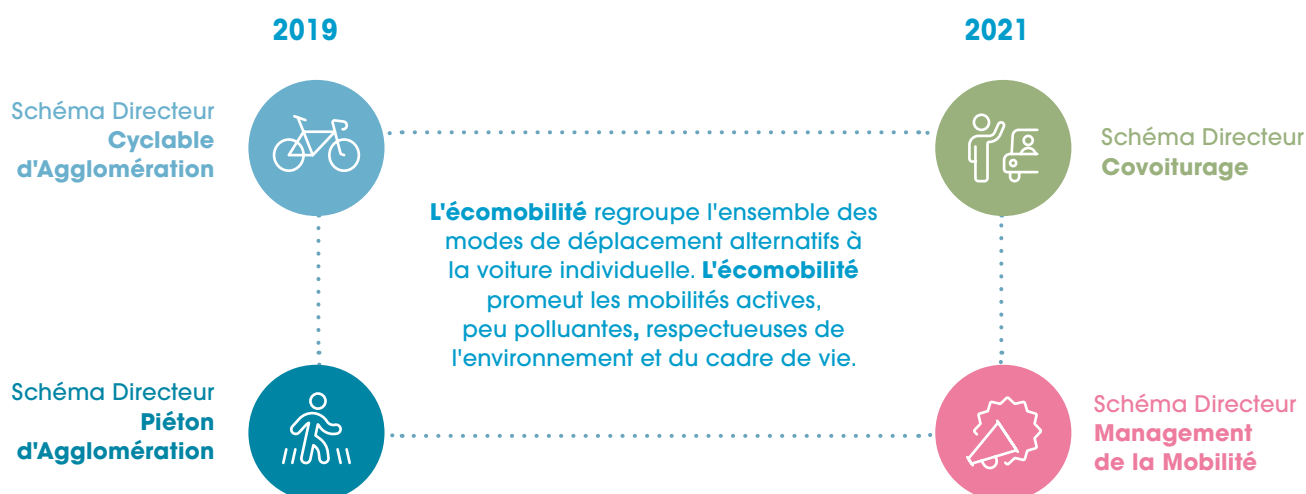 2019
2021
Schéma Directeur
Cyclable
d'Agglomération
Schéma Directeur
Covoiturage
L'écomobilité regroupe l'ensemble des
modes de déplacement alternatifs à
la voiture individuelle. L'écomobilité
promeut les mobilités actives,
peu polluantes, respectueuses de
l'environnement et du cadre de vie.
Schéma Directeur
Piéton
d'Agglomération
Schéma Directeur
Management
de la Mobilité